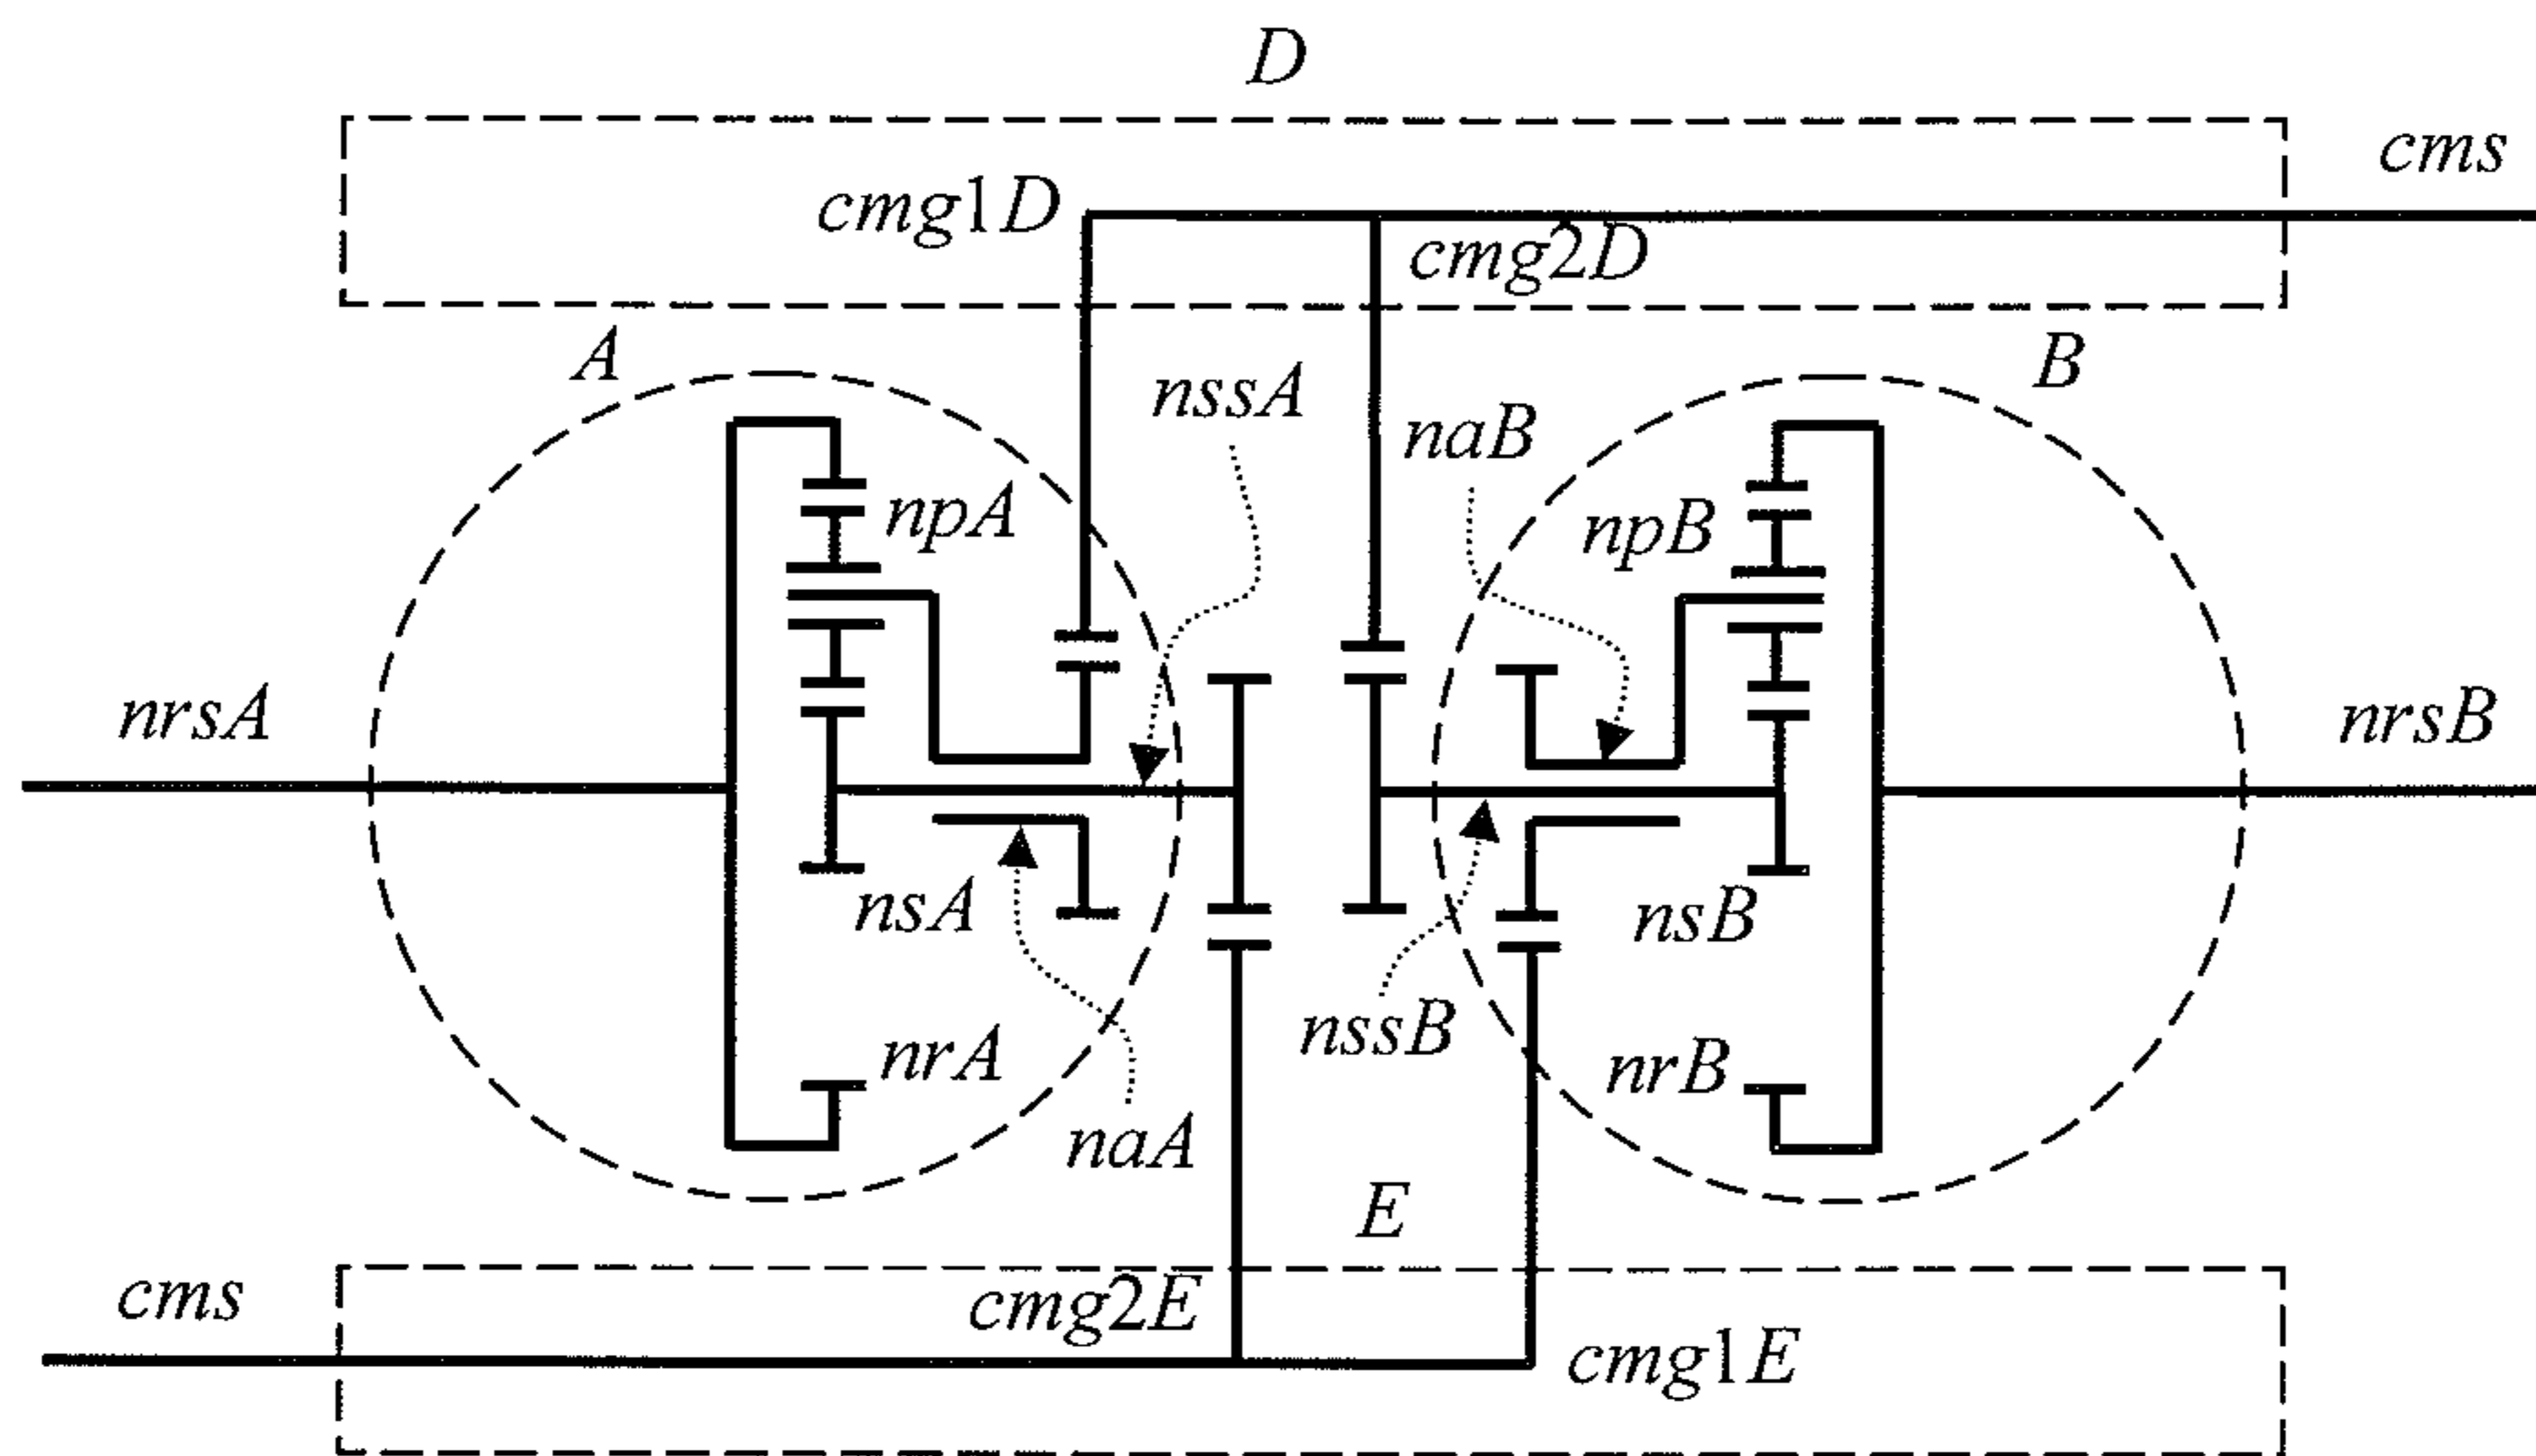 D
cms
cmg1D
cmg2D
A
B
nssA
naB
npA
npB
nrsA
nrsB
nsA
nsB
nssB
nrA
nrB
naA
E
cms
cmg2E
cmg1E